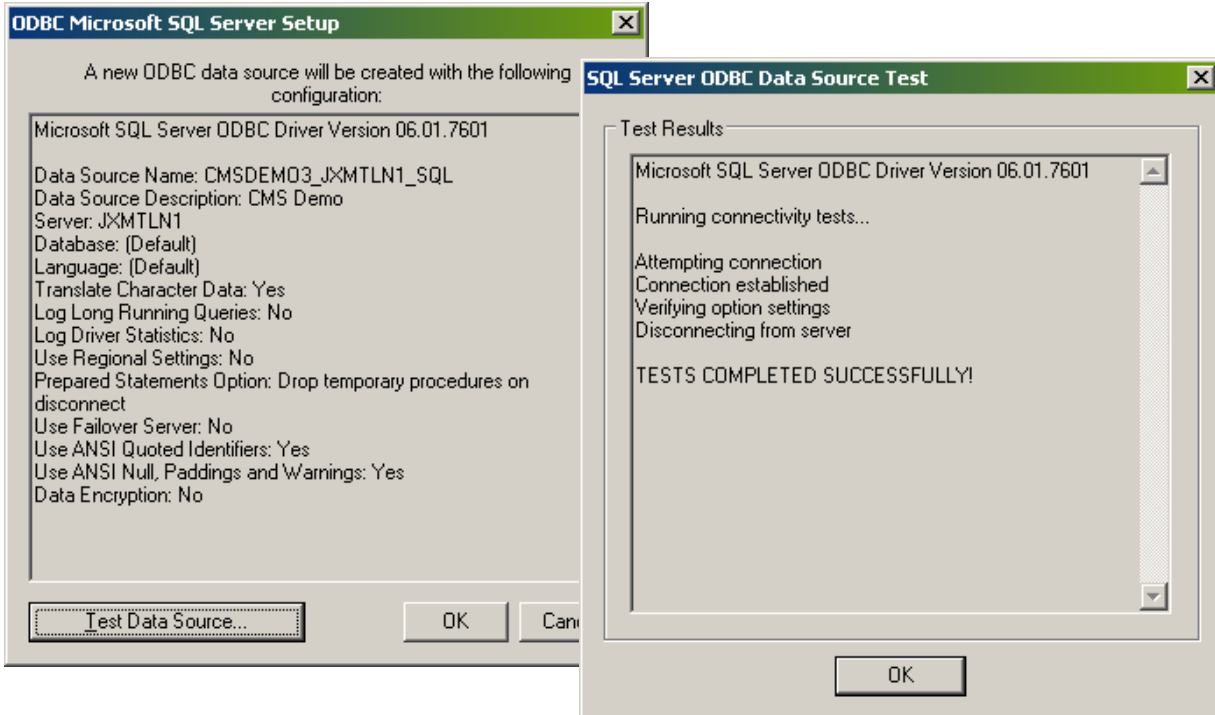 ODBC Microsoft SQL Server Setup
A new ODBC data source will be created with the following
configuration:
Microsoft SQL Server ODBC Driver Version 06.01.7601
Data Source Name: CMSDEMO3_JXMTLN1_SQL
Data Source Description: CMS Demo
Server: JXMTLN1
Database: (Default)
Language: (Default)
Translate Character Data: Yes
Log Long Running Queries: No
Log Driver Statistics: No
Use Regional Settings: No
Prepared Statements Option: Drop temporary procedures on
disconnect
Use Failover Server: No
Use ANSI Quoted Identifiers: Yes
Use ANSI Null, Paddings and Warnings: Yes
Data Encryption: No
Test Data Source...
OK
SQL Server ODBC Data Source Test
Test Results
Microsoft SQL Server ODBC Driver Version 06.01.7601
Running connectivity tests...
Attempting connection
Connection established
Verifying option settings
Disconnecting from server
TESTS COMPLETED SUCCESSFULLY!
OK